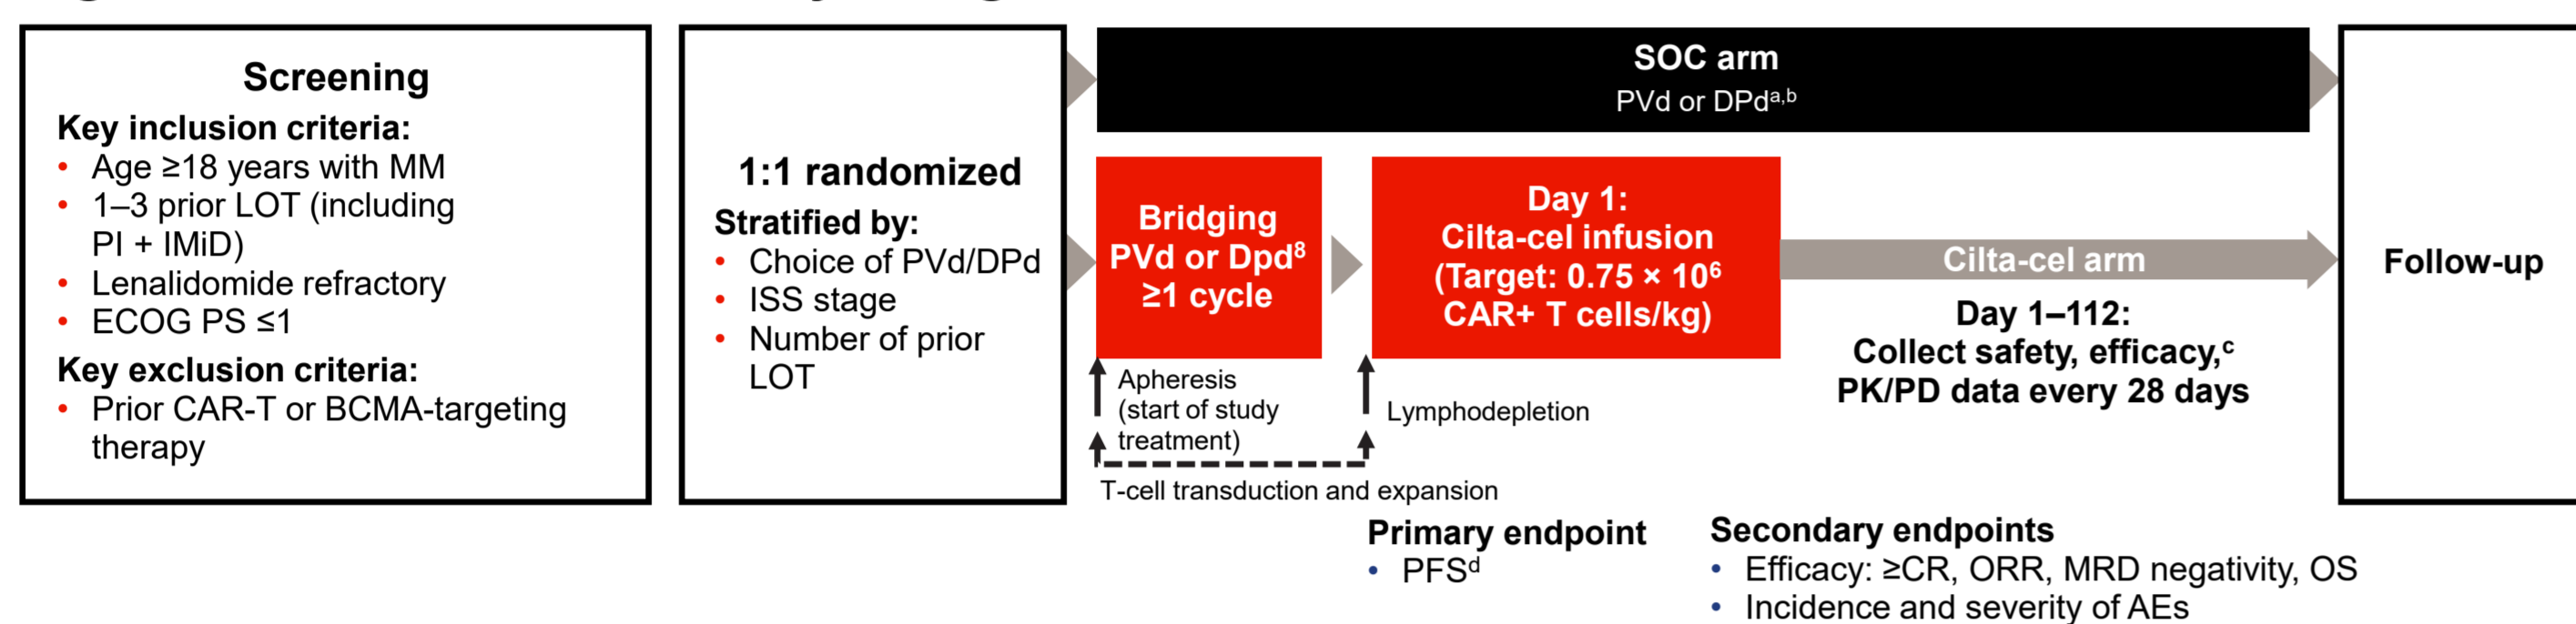 Screening
Key inclusion criteria:
• Age ≥18 years with MM
• 1–3 prior LOT (including
PI + IMiD)
• Lenalidomide refractory
• ECOG PS ≤1
Key exclusion criteria:
• Prior CAR-T or BCMA-targeting
therapy
1:1 randomized
Stratified by:
• Choice of PVd/DPd
• ISS stage
• Number of prior
LOT
SOC arm
PVd or DPdᵃ,ᵇ
Bridging
PVd or Dpd⁸
≥1 cycle
Day 1:
Cilta-cel infusion
(Target: 0.75 × 10⁶
CAR+ T cells/kg)
Cilta-cel arm
Day 1–112:
Collect safety, efficacy,ᶜ
PK/PD data every 28 days
Apheresis
(start of study
treatment)
Lymphodepletion
T-cell transduction and expansion
Follow-up
Primary endpoint
• PFSᵈ
Secondary endpoints
• Efficacy: ≥CR, ORR, MRD negativity, OS
• Incidence and severity of AEs